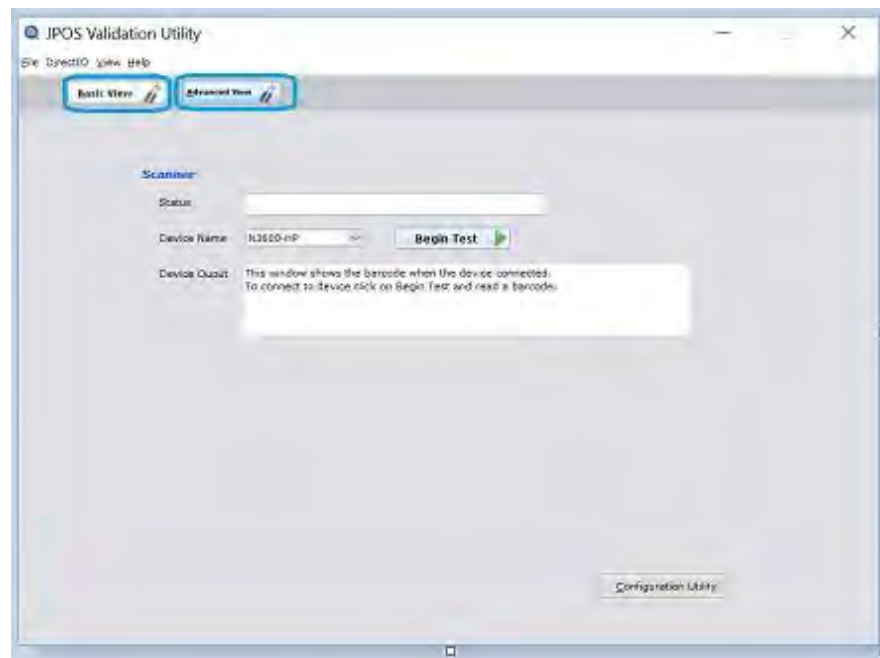 JPOS Validation Utility
File DirectIO View Help
Basic View
Advanced View
Scanner
Status
Device Name N3680-HP Begin Test
Device Ouput This window shows the barcode when the device connected.
To connect to device click on Begin Test and read a barcode.
Configuration Utility